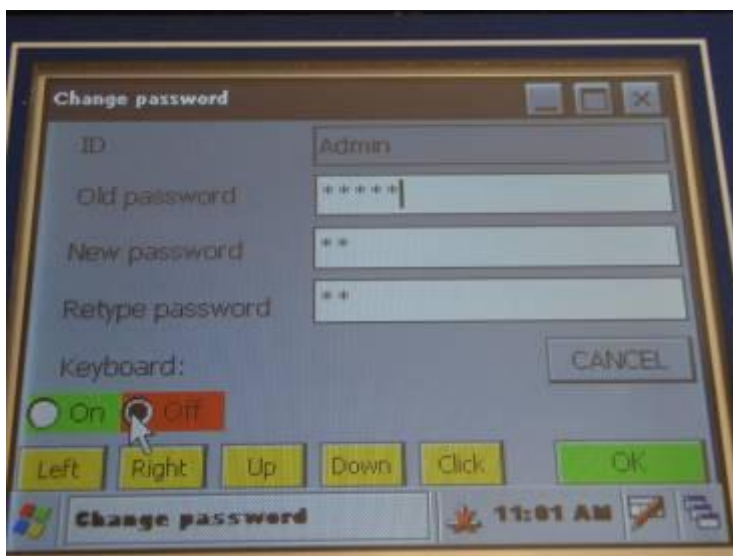 Change password
ID Admin
Old password *****
New password **
Retype password **
Keyboard: CANCEL
On Off
Left Right Up Down Click OK
Change password 11:01 AM